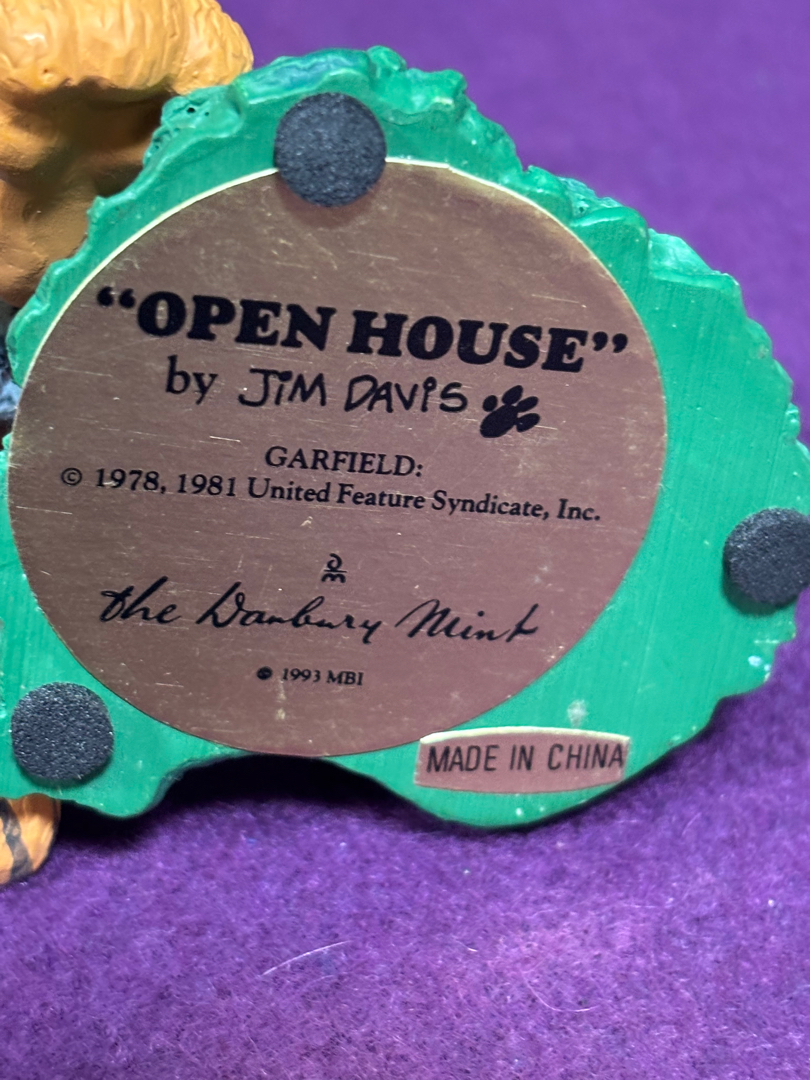 “OPEN HOUSE”
by JIM DAVIS
GARFIELD:
© 1978, 1981 United Feature Syndicate, Inc.
the Danbury Mint
© 1993 MBI
MADE IN CHINA